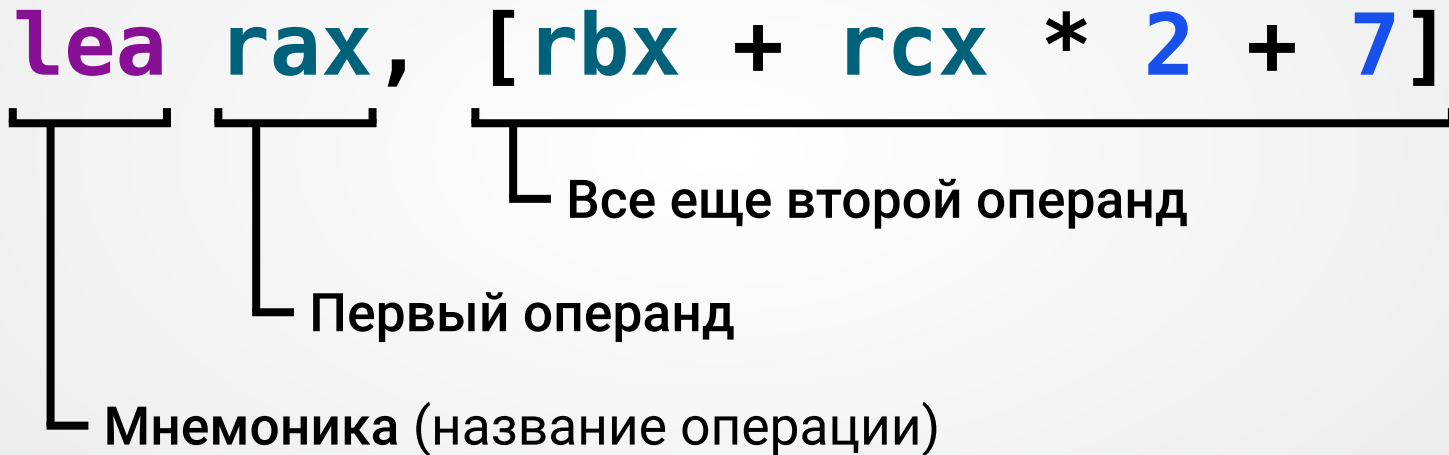 lea rax, [rbx + rcx * 2 + 7]
Все еще второй операнд
Первый операнд
Мнемоника (название операции)